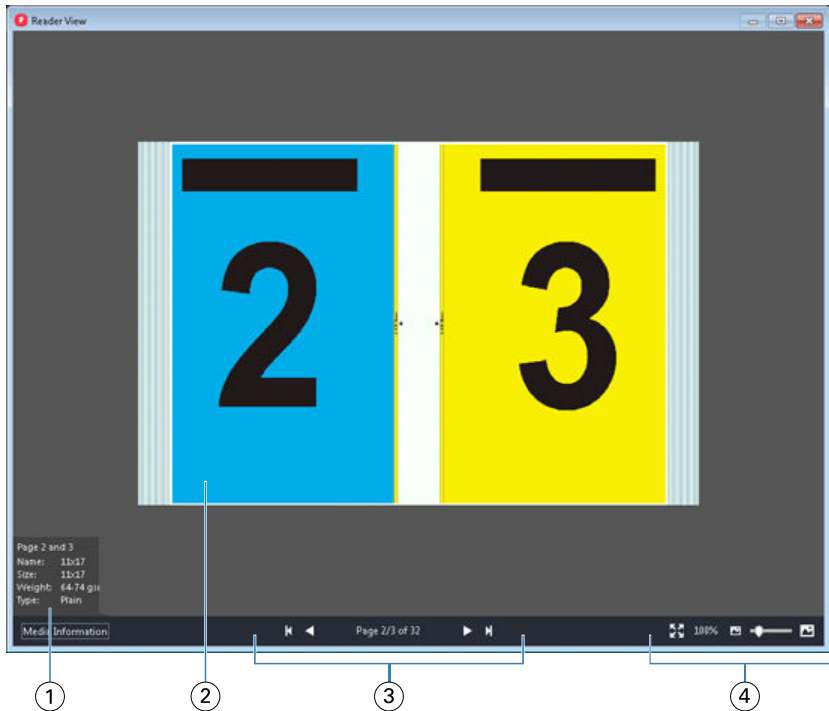 Reader View
2 3
Page 2 and 3
Name: 11x17
Size: 11x17
Weight: 64-74 gs
Type: Plain
Media Information
Page 2/3 of 32
100%
1 2 3 4